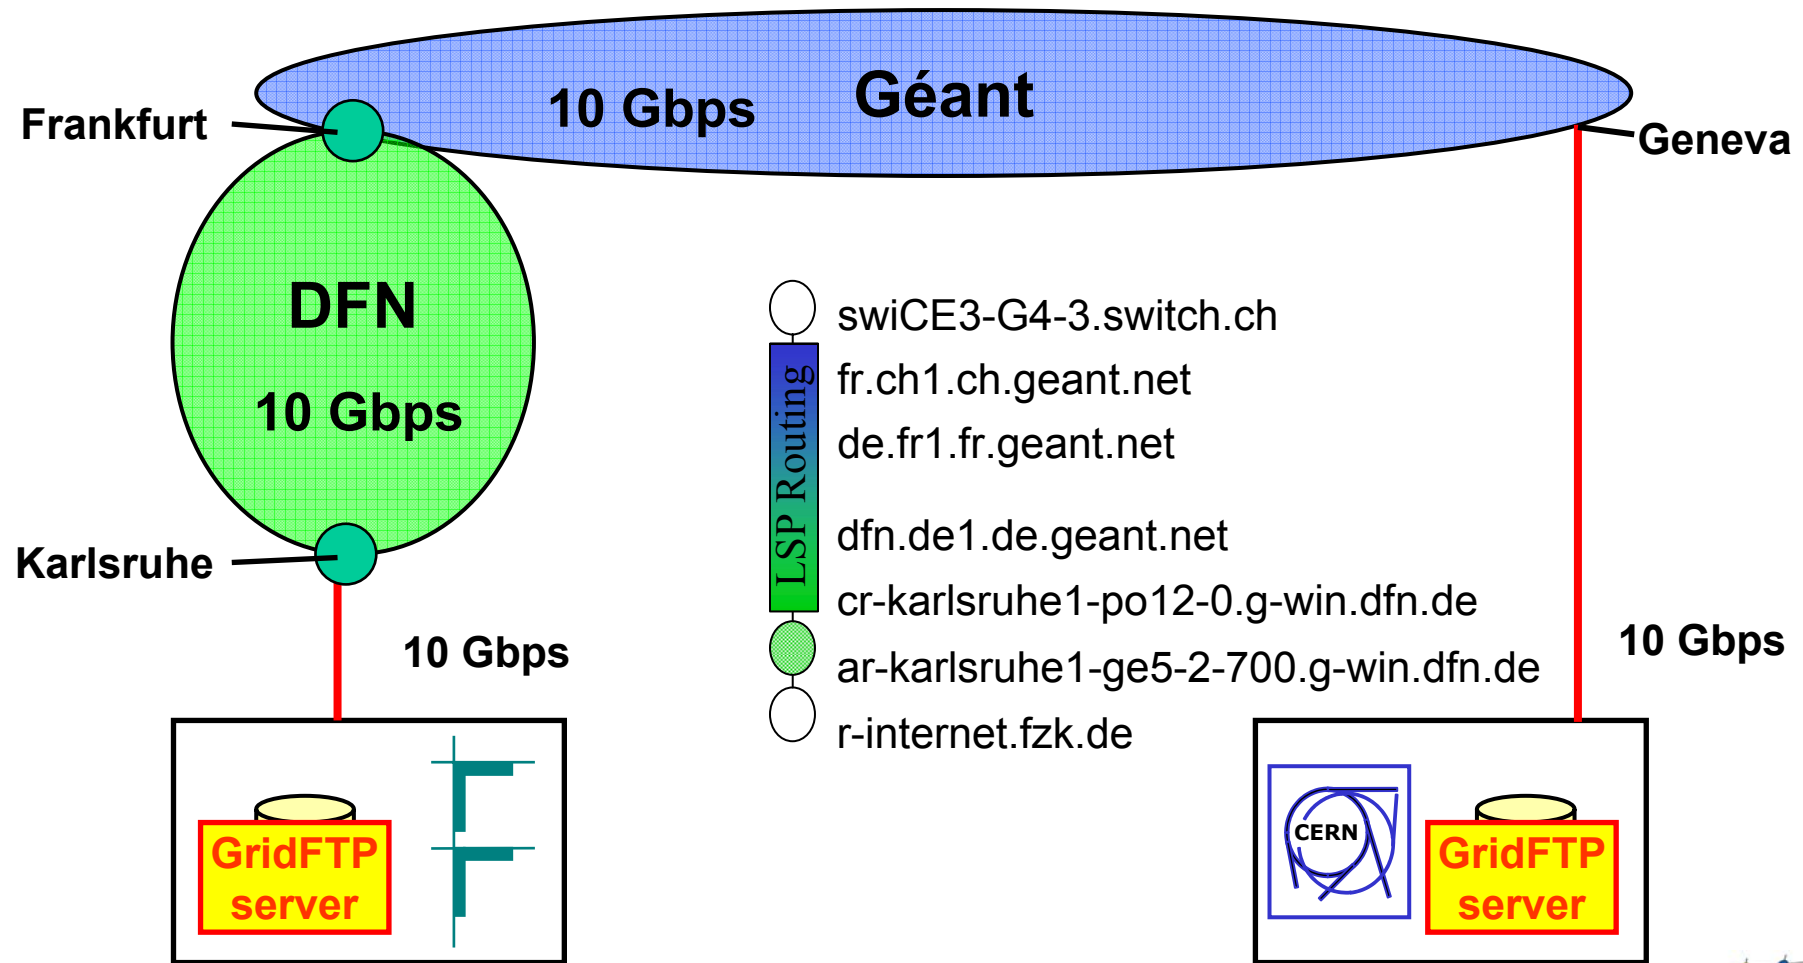 Géant
10 Gbps
Frankfurt
Geneva
DFN
10 Gbps
Karlsruhe
10 Gbps
LSP Routing
swiCE3-G4-3.switch.ch
fr.ch1.ch.geant.net
de.fr1.fr.geant.net
dfn.de1.de.geant.net
cr-karlsruhe1-po12-0.g-win.dfn.de
ar-karlsruhe1-ge5-2-700.g-win.dfn.de
r-internet.fzk.de
10 Gbps
GridFTP
server
CERN
GridFTP
server